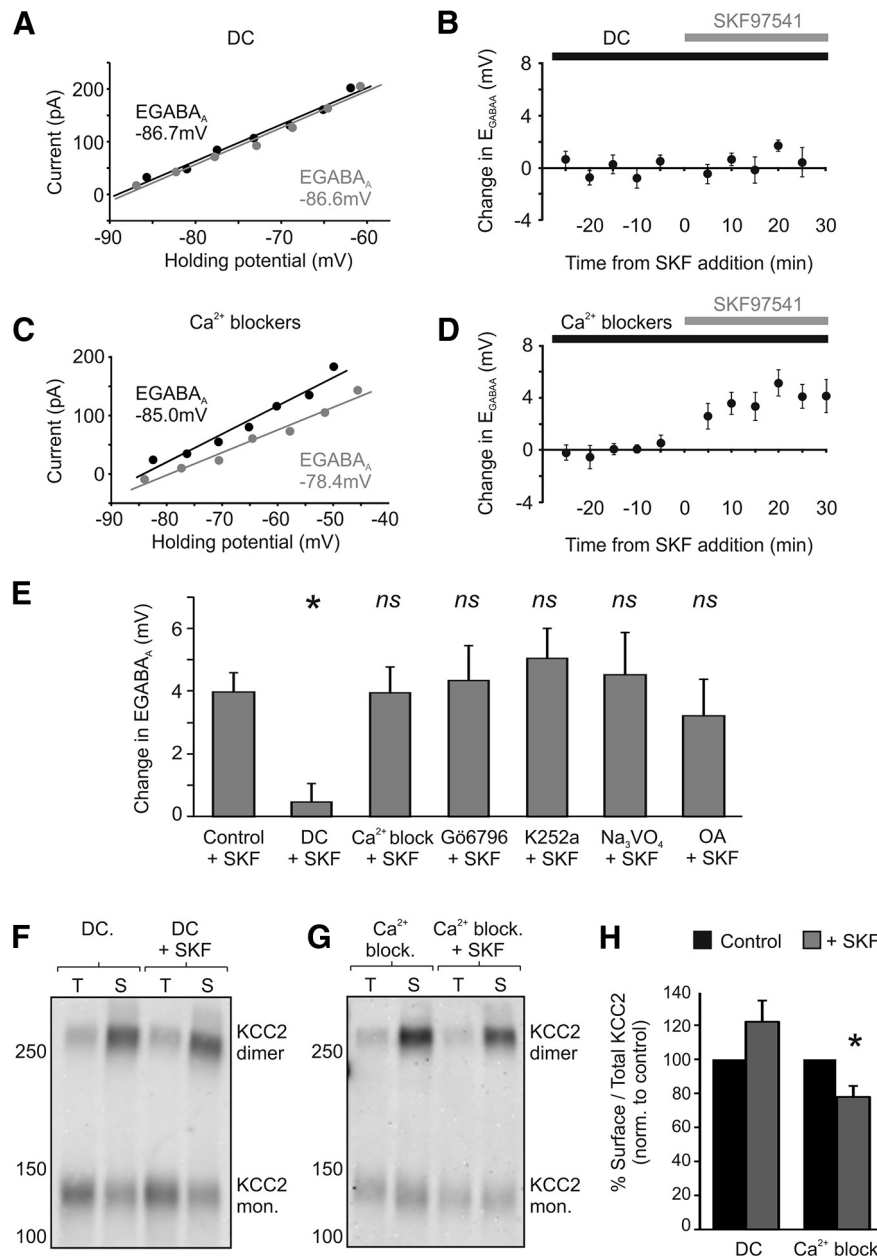 A
DC
Current (pA)
200
100
0
EGABA_A
-86.7mV
EGABA_A
-86.6mV
-90
-80
-70
-60
Holding potential (mV)
B
SKF97541
DC
Change in E_GABAA (mV)
8
4
0
-4
-20
-10
0
10
20
30
Time from SKF addition (min)
C
Ca²⁺ blockers
Current (pA)
200
100
0
EGABA_A
-85.0mV
EGABA_A
-78.4mV
-90
-80
-70
-60
-50
-40
Holding potential (mV)
D
SKF97541
Ca²⁺ blockers
Change in E_GABAA (mV)
8
4
0
-4
-20
-10
0
10
20
30
Time from SKF addition (min)
E
Change in EGABA_A (mV)
6
4
2
0
*
ns
ns
ns
ns
ns
Control
+ SKF
DC
+ SKF
Ca²⁺ block
+ SKF
Gö6796
+ SKF
K252a
+ SKF
Na₃VO₄
+ SKF
OA
+ SKF
F
DC.
DC
+ SKF
T
S
T
S
250
150
100
KCC2
dimer
KCC2
mon.
G
Ca²⁺
block.
Ca²⁺ block.
+ SKF
T
S
T
S
250
150
100
KCC2
dimer
KCC2
mon.
H
Control
+ SKF
% Surface / Total KCC2
(norm. to control)
140
120
100
80
60
40
20
0
*
DC
Ca²⁺ block